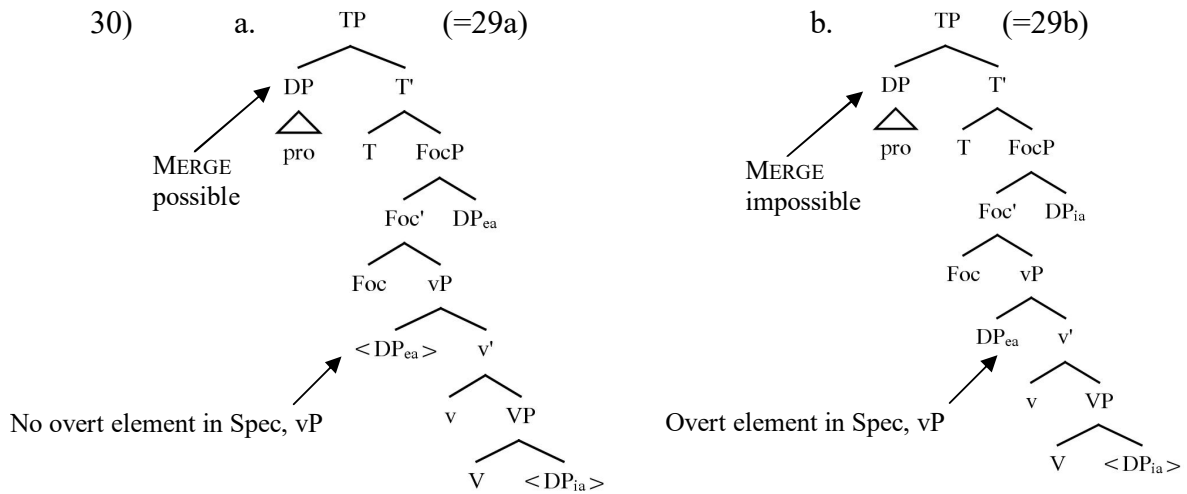 30) a. TP (=29a) b. TP (=29b)
DP T' DP T'
pro T FocP pro T FocP
MERGE MERGE
possible impossible
Foc' DPea Foc' DPia
Foc vP Foc vP
<DPea> v' DPea v'
v VP v VP
No overt element in Spec, vP Overt element in Spec, vP
V <DPia> V <DPia>